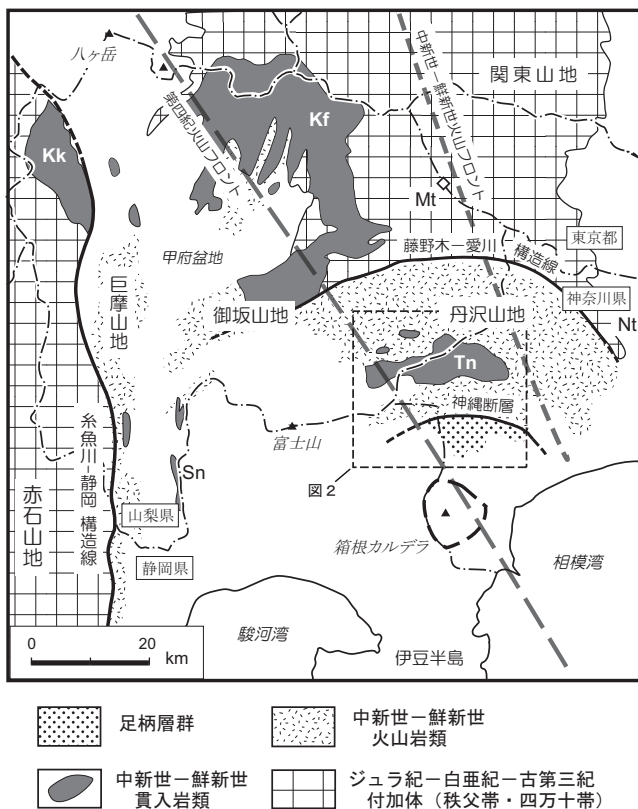 八ヶ岳
関東山地
中新世－鮮新世火山フロント
第四紀火山フロント
Kf
Kk
Mt
甲府盆地
藤野木－愛川
構造線
東京都
神奈川県
Nt
巨摩山地
御坂山地
丹沢山地
Tn
神縄断層
富士山
図２
糸魚川－静岡 構造線
赤石山地
Sn
山梨県
静岡県
箱根カルデラ
相模湾
駿河湾
伊豆半島
0 20
km
足柄層群
中新世－鮮新世
火山岩類
中新世－鮮新世
貫入岩類
ジュラ紀－白亜紀－古第三紀
付加体（秩父帯・四万十帯）